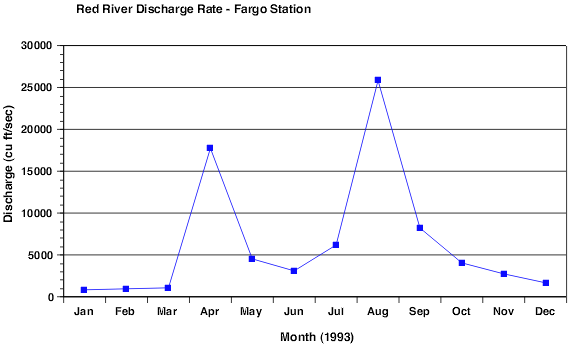 Red River Discharge Rate - Fargo Station
30000
25000
20000
15000
10000
5000
0
Discharge (cu ft/sec)
Jan Feb Mar Apr May Jun Jul Aug Sep Oct Nov Dec
Month (1993)